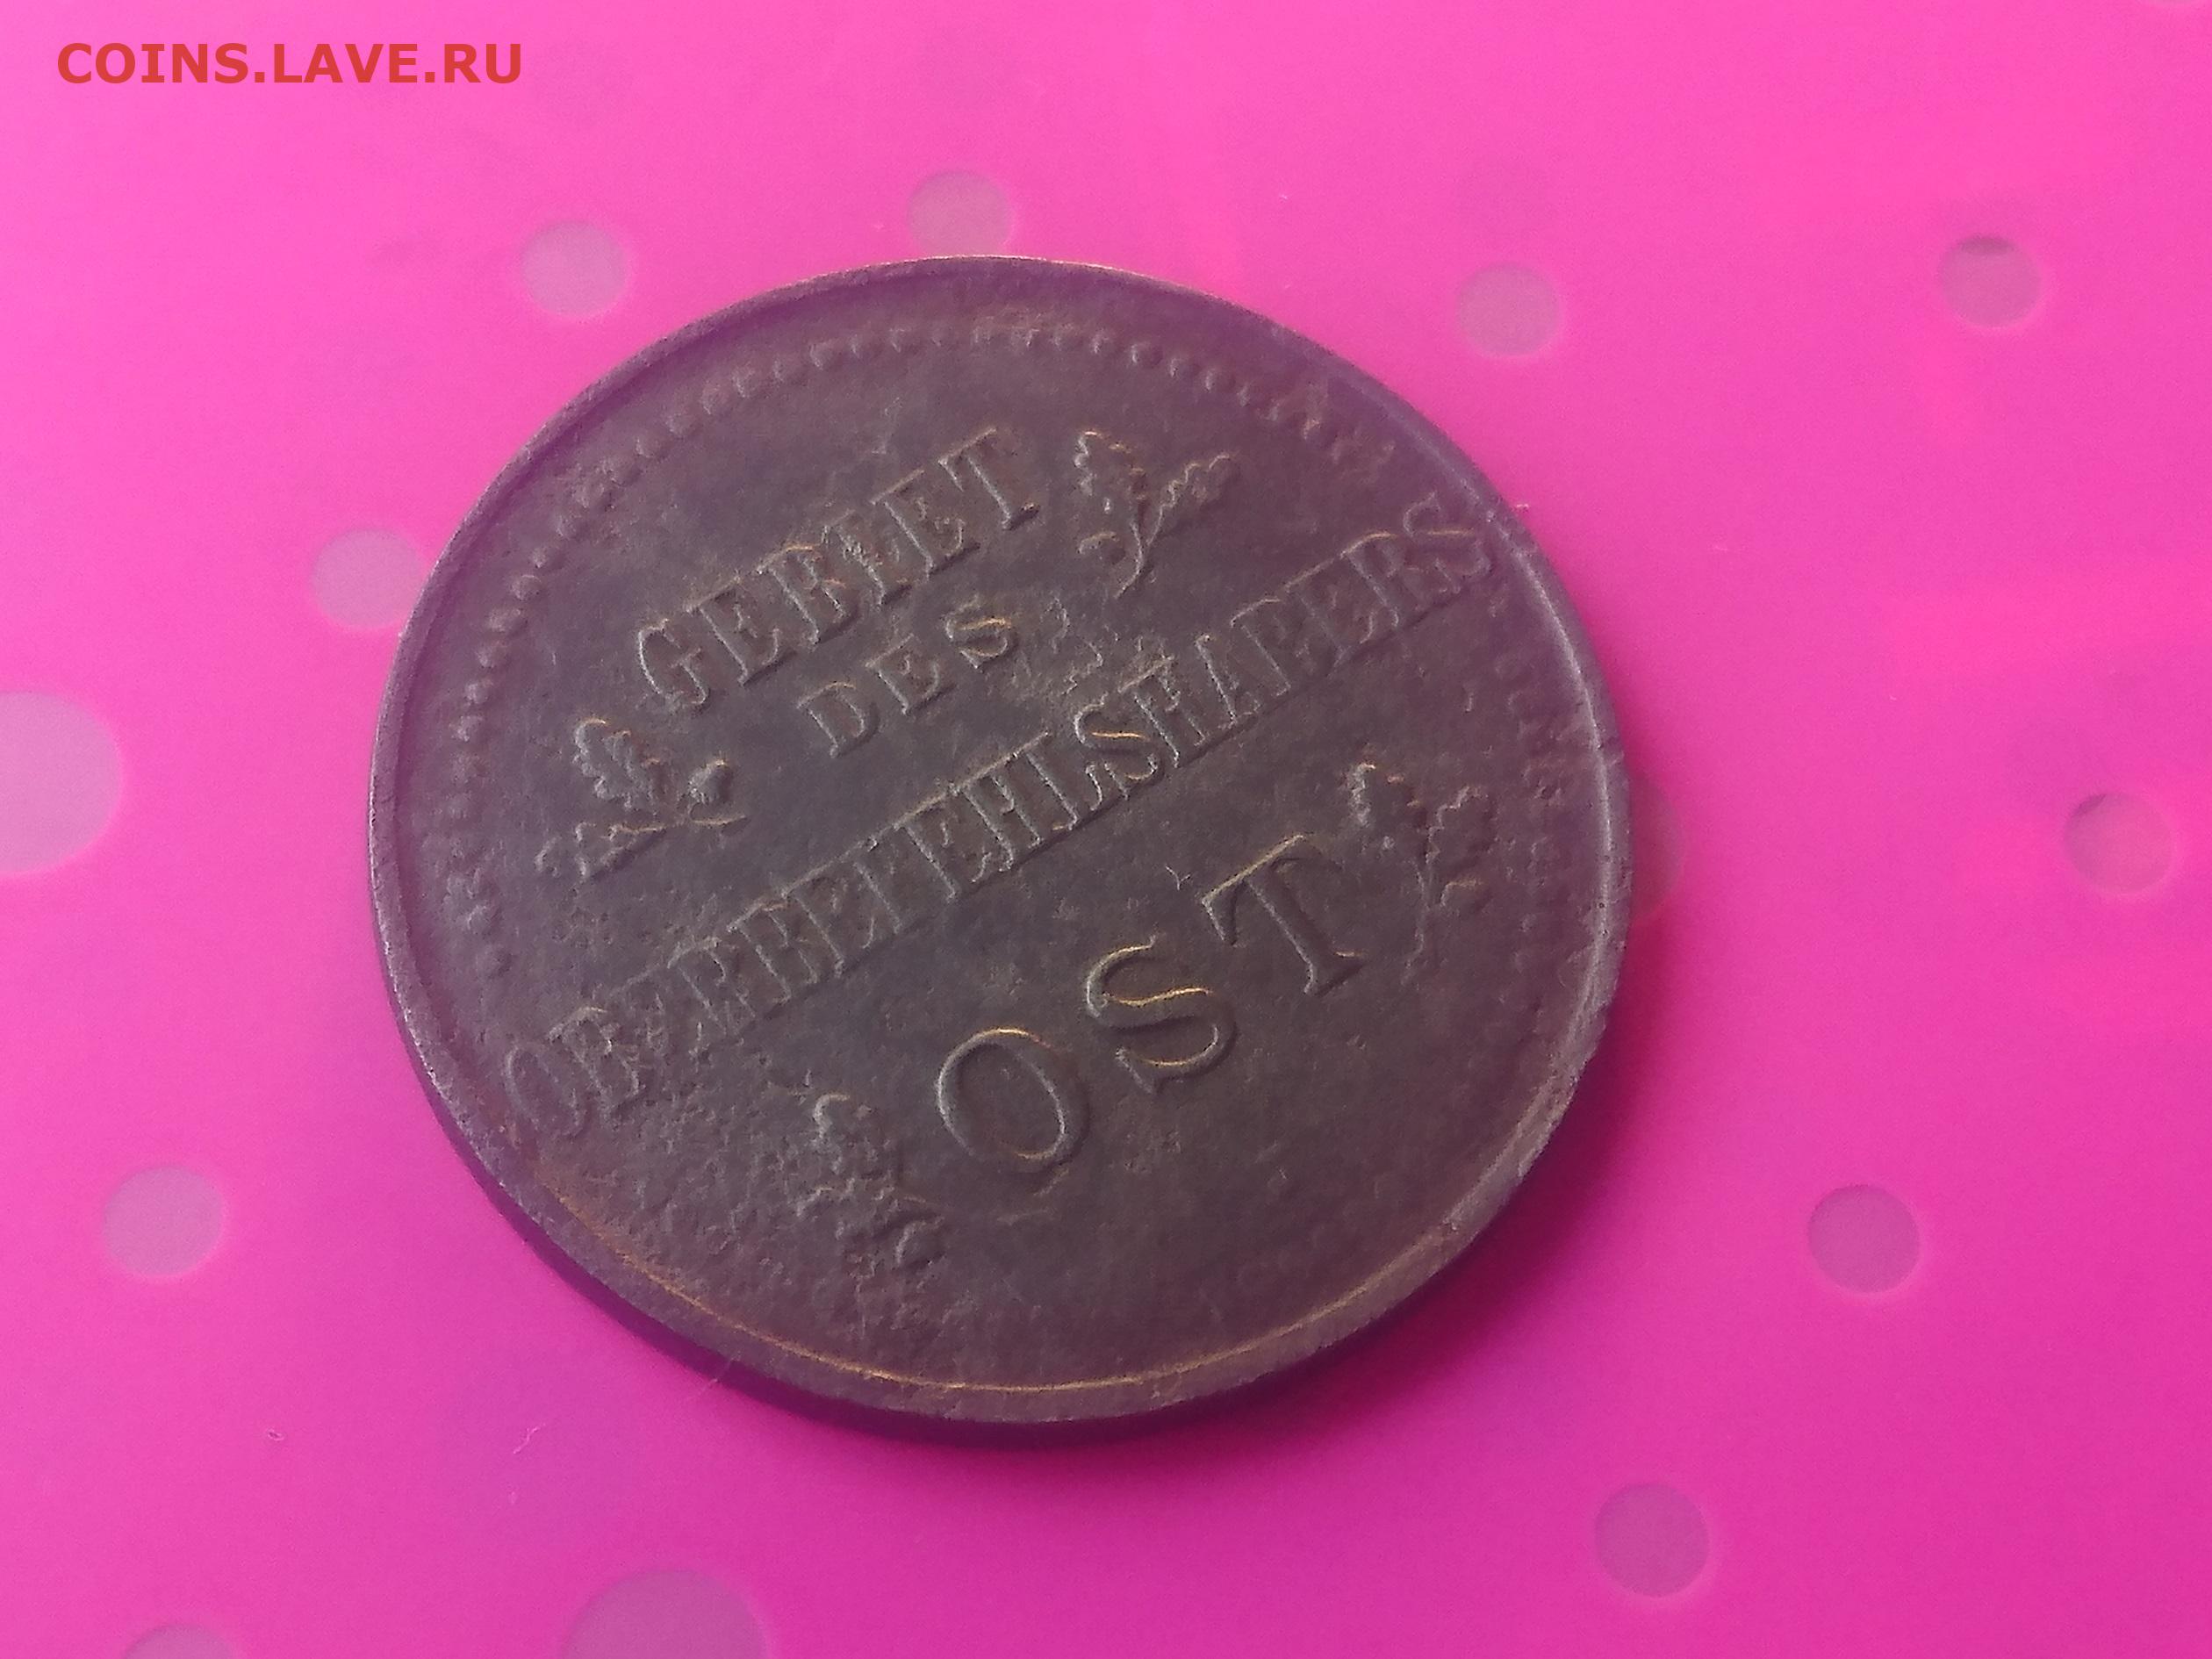 COINS.LAVE.RU
GEBIET
DES
OBERBEFEHLSHABERS
OST